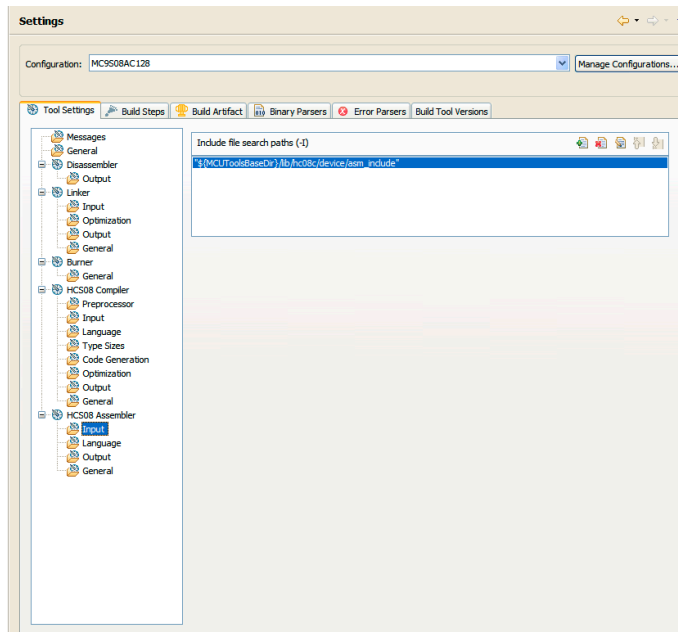 Settings
Configuration: MC9S08AC128 Manage Configurations...
Tool Settings Build Steps Build Artifact Binary Parsers Error Parsers Build Tool Versions
Messages
General
Disassembler
Output
Linker
Input
Optimization
Output
General
Burner
General
HCS08 Compiler
Preprocessor
Input
Language
Type Sizes
Code Generation
Optimization
Output
General
HCS08 Assembler
Input
Language
Output
General
Include file search paths (-I)
"${MCUToolsBaseDir}/lib/hc08c/device/asm_include"